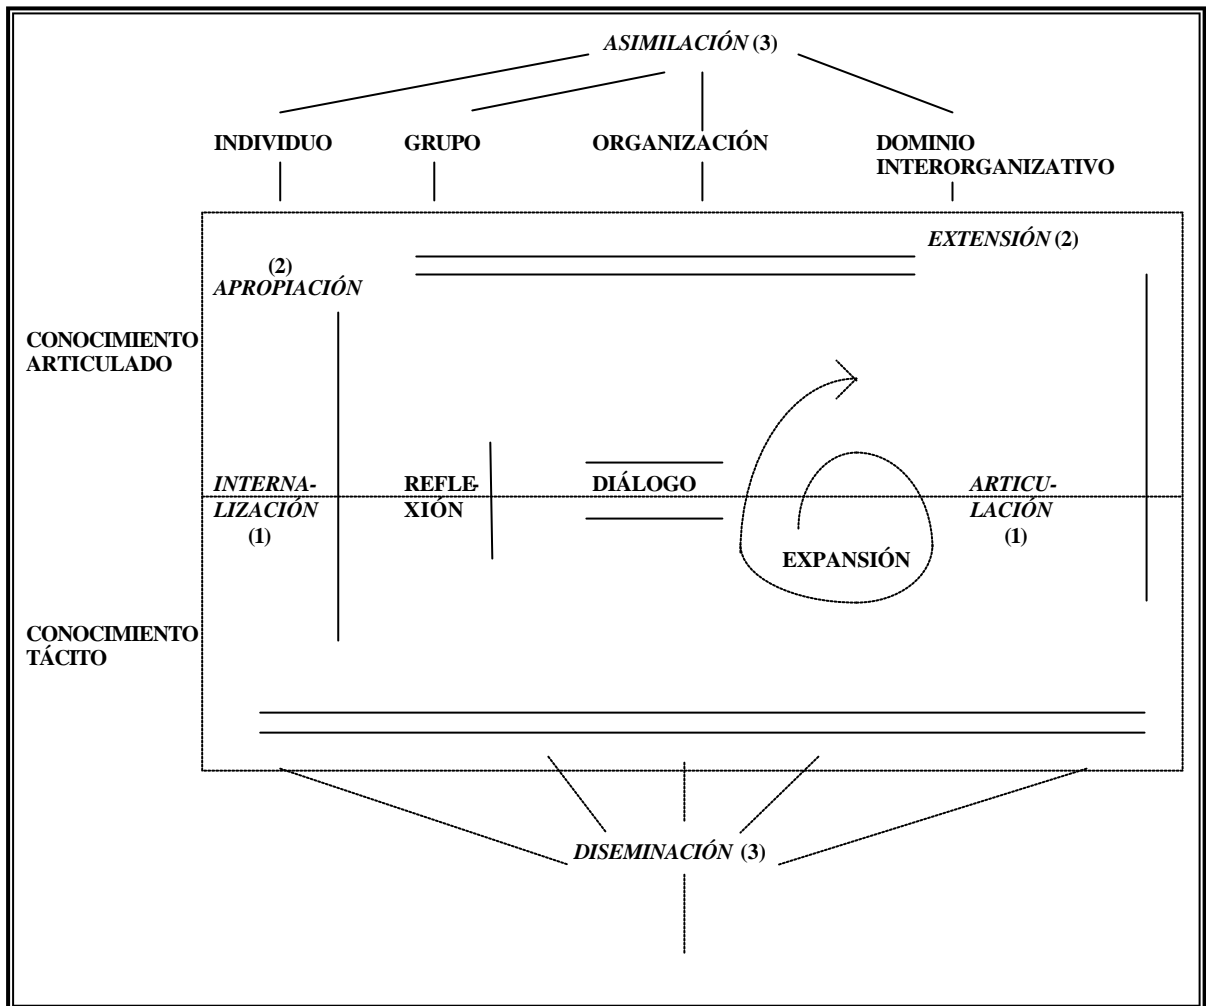 ASIMILACIÓN (3)
INDIVIDUO GRUPO ORGANIZACIÓN DOMINIO
INTERORGANIZATIVO
EXTENSIÓN (2)
(2)
APROPIACIÓN
CONOCIMIENTO
ARTICULADO
INTERNA-
LIZACIÓN
(1)
REFLE-
XIÓN
DIÁLOGO
EXPANSIÓN
ARTICU-
LACIÓN
(1)
CONOCIMIENTO
TÁCITO
DISEMINACIÓN (3)